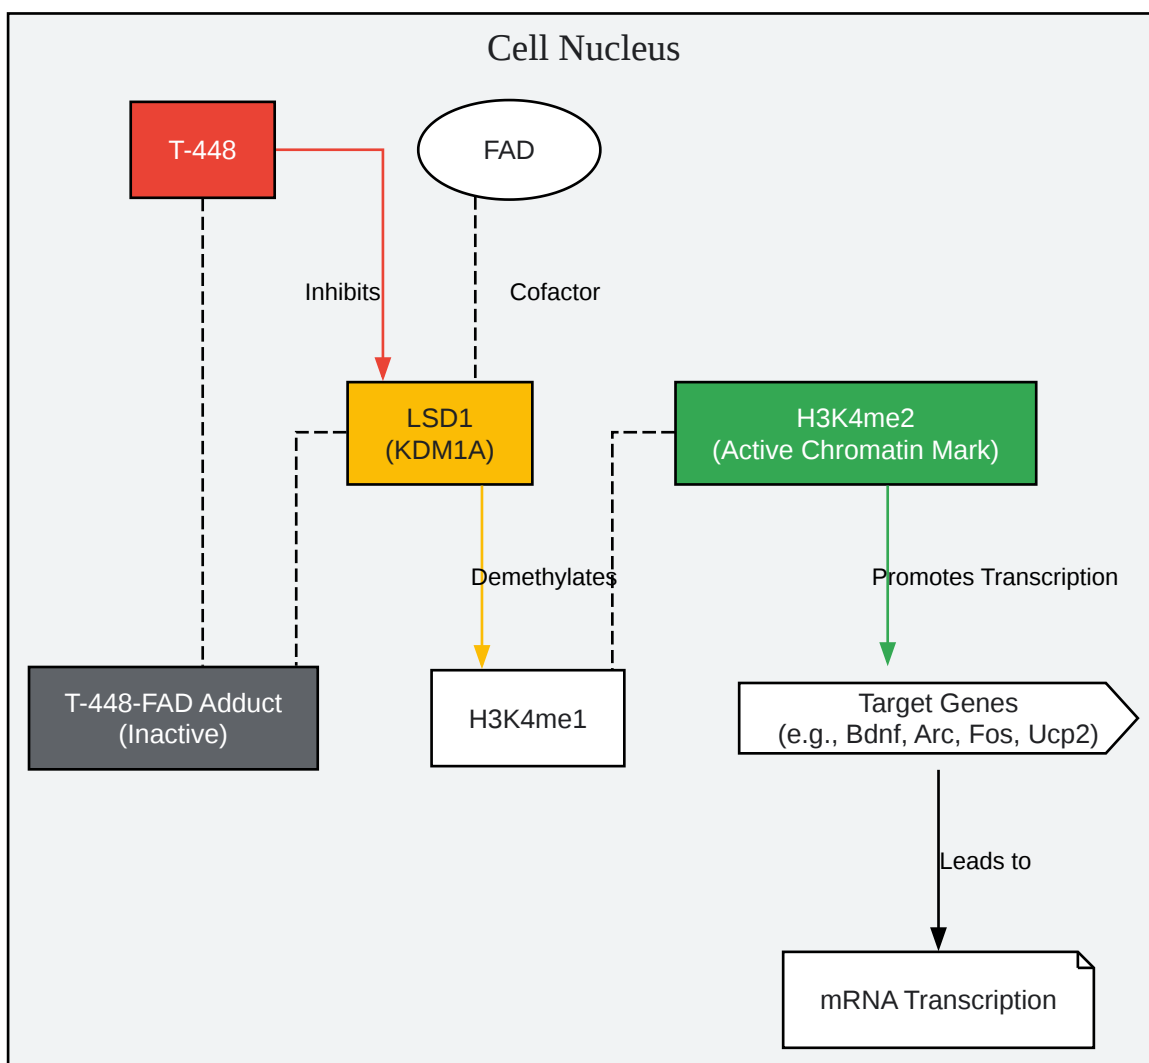 Cell Nucleus
T-448
FAD
Inhibits
Cofactor
LSD1
(KDM1A)
H3K4me2
(Active Chromatin Mark)
Demethylates
Promotes Transcription
T-448-FAD Adduct
(Inactive)
H3K4me1
Target Genes
(e.g., Bdnf, Arc, Fos, Ucp2)
Leads to
mRNA Transcription